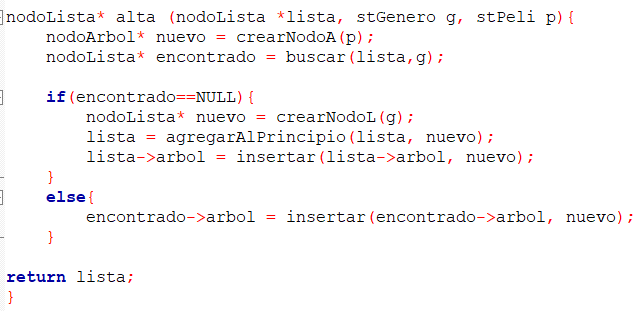 nodoLista* alta (nodoLista *lista, stGenero g, stPeli p){
    nodoArbol* nuevo = crearNodoA(p);
    nodoLista* encontrado = buscar(lista,g);

    if(encontrado==NULL){
        nodoLista* nuevo = crearNodoL(g);
        lista = agregarAlPrincipio(lista, nuevo);
        lista->arbol = insertar(lista->arbol, nuevo);
    }
    else{
        encontrado->arbol = insertar(encontrado->arbol, nuevo);
    }

return lista;
}